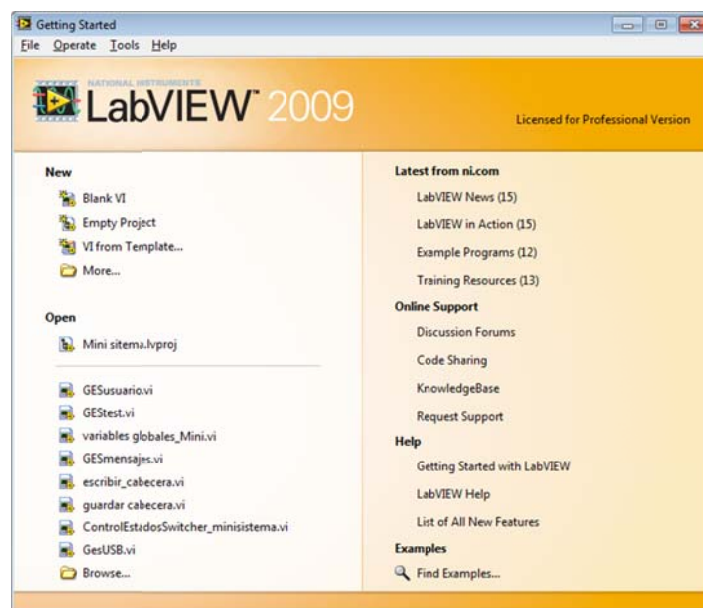 Getting Started
File Operate Tools Help
NATIONAL INSTRUMENTS
LabVIEW™ 2009
Licensed for Professional Version
New
Blank VI
Empty Project
VI from Template...
More...
Open
Mini sitema.lvproj
GESusuario.vi
GEStest.vi
variables globales_Mini.vi
GESmensajes.vi
escribir_cabecera.vi
guardar cabecera.vi
ControlEstadosSwitcher_minisistema.vi
GesUSB.vi
Browse...
Latest from ni.com
LabVIEW News (15)
LabVIEW in Action (15)
Example Programs (12)
Training Resources (13)
Online Support
Discussion Forums
Code Sharing
KnowledgeBase
Request Support
Help
Getting Started with LabVIEW
LabVIEW Help
List of All New Features
Examples
Find Examples...